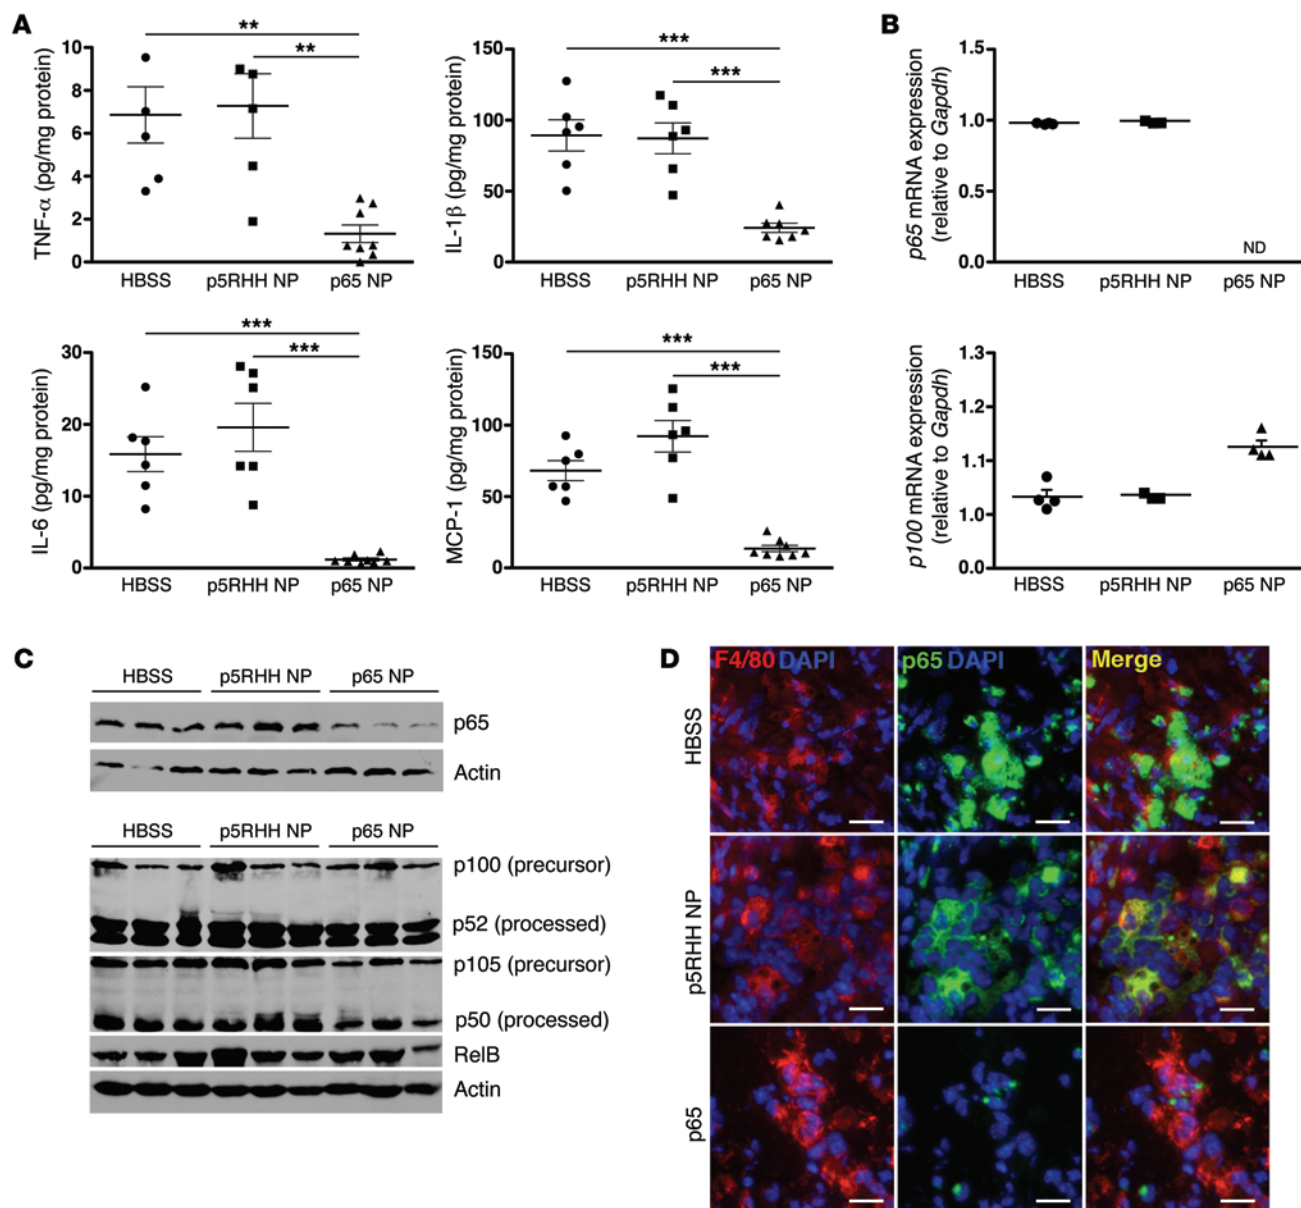 A
TNF-α (pg/mg protein)
10
8
6
4
2
0
**
**
HBSS
p5RHH NP
p65 NP
IL-1β (pg/mg protein)
150
100
50
0
***
***
HBSS
p5RHH NP
p65 NP
IL-6 (pg/mg protein)
30
20
10
0
***
***
HBSS
p5RHH NP
p65 NP
MCP-1 (pg/mg protein)
150
100
50
0
***
***
HBSS
p5RHH NP
p65 NP
B
p65 mRNA expression
(relative to Gapdh)
1.5
1.0
0.5
0.0
ND
HBSS
p5RHH NP
p65 NP
p100 mRNA expression
(relative to Gapdh)
1.3
1.2
1.1
1.0
0.0
HBSS
p5RHH NP
p65 NP
C
HBSS
p5RHH NP
p65 NP
p65
Actin
HBSS
p5RHH NP
p65 NP
p100 (precursor)
p52 (processed)
p105 (precursor)
p50 (processed)
RelB
Actin
D
F4/80 DAPI
p65 DAPI
Merge
HBSS
p5RHH NP
p65